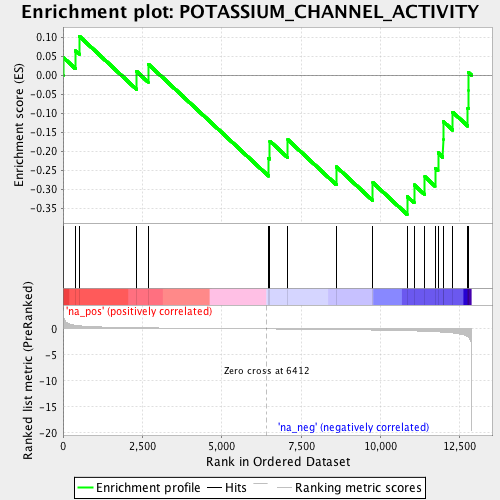 Enrichment plot: POTASSIUM_CHANNEL_ACTIVITY
Enrichment score (ES)
0.10
0.05
0.00
-0.05
-0.10
-0.15
-0.20
-0.25
-0.30
-0.35
'na_pos' (positively correlated)
Ranked list metric (PreRanked)
0
-5
-10
-15
-20
Zero cross at 6412
'na_neg' (negatively correlated)
0 2,500 5,000 7,500 10,000 12,500
Rank in Ordered Dataset
Enrichment profile Hits Ranking metric scores